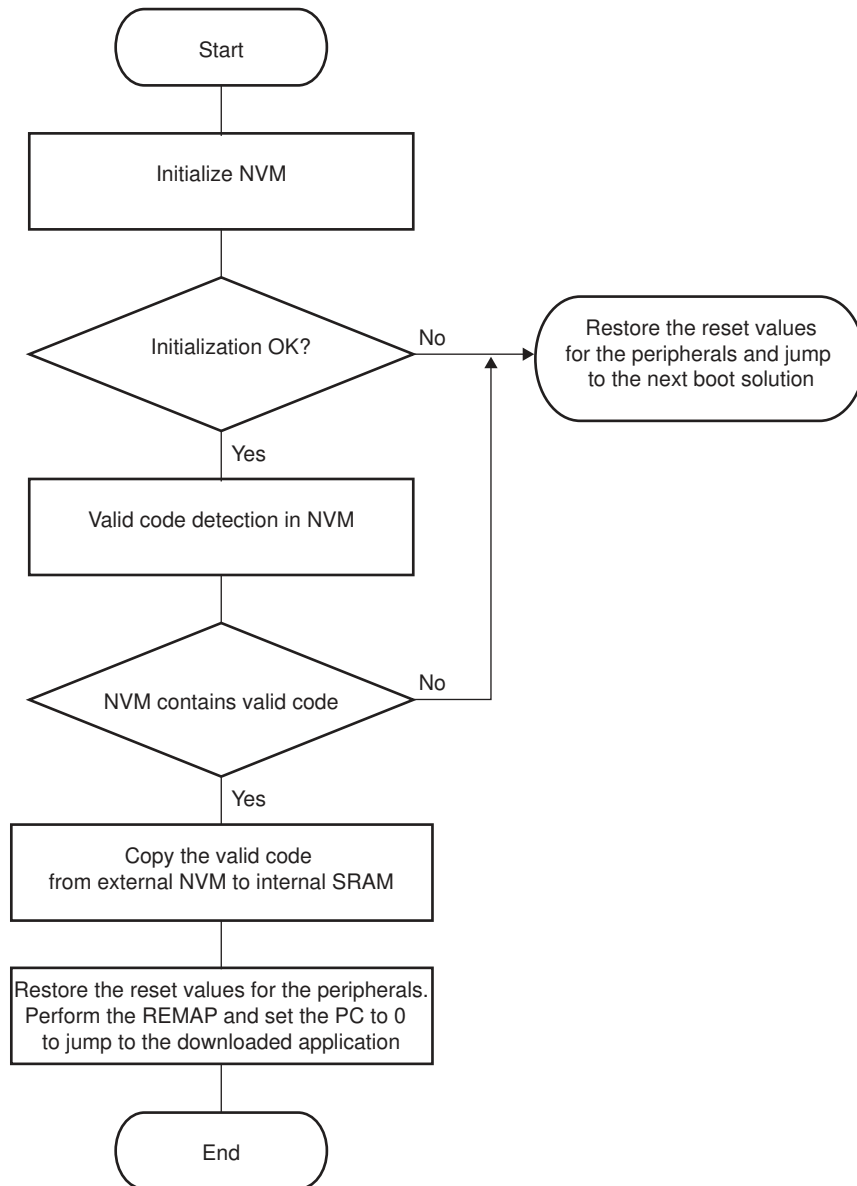 Start
Initialize NVM
Initialization OK?
No
Restore the reset values
for the peripherals and jump
to the next boot solution
Yes
Valid code detection in NVM
NVM contains valid code
No
Yes
Copy the valid code
from external NVM to internal SRAM
Restore the reset values for the peripherals.
Perform the REMAP and set the PC to 0
to jump to the downloaded application
End